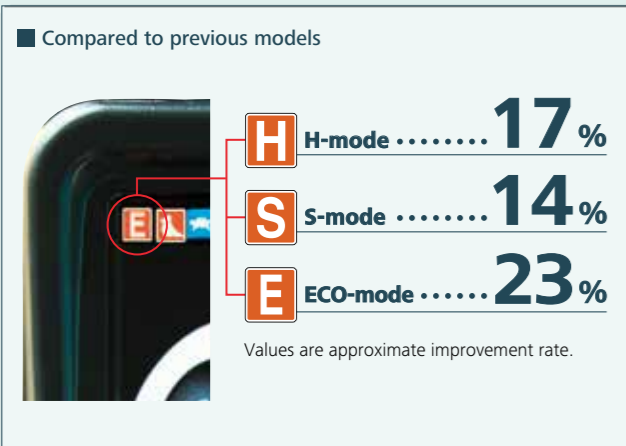 Compared to previous models
E
H H-mode ........ 17 %
S S-mode ........ 14 %
E ECO-mode ...... 23 %
Values are approximate improvement rate.